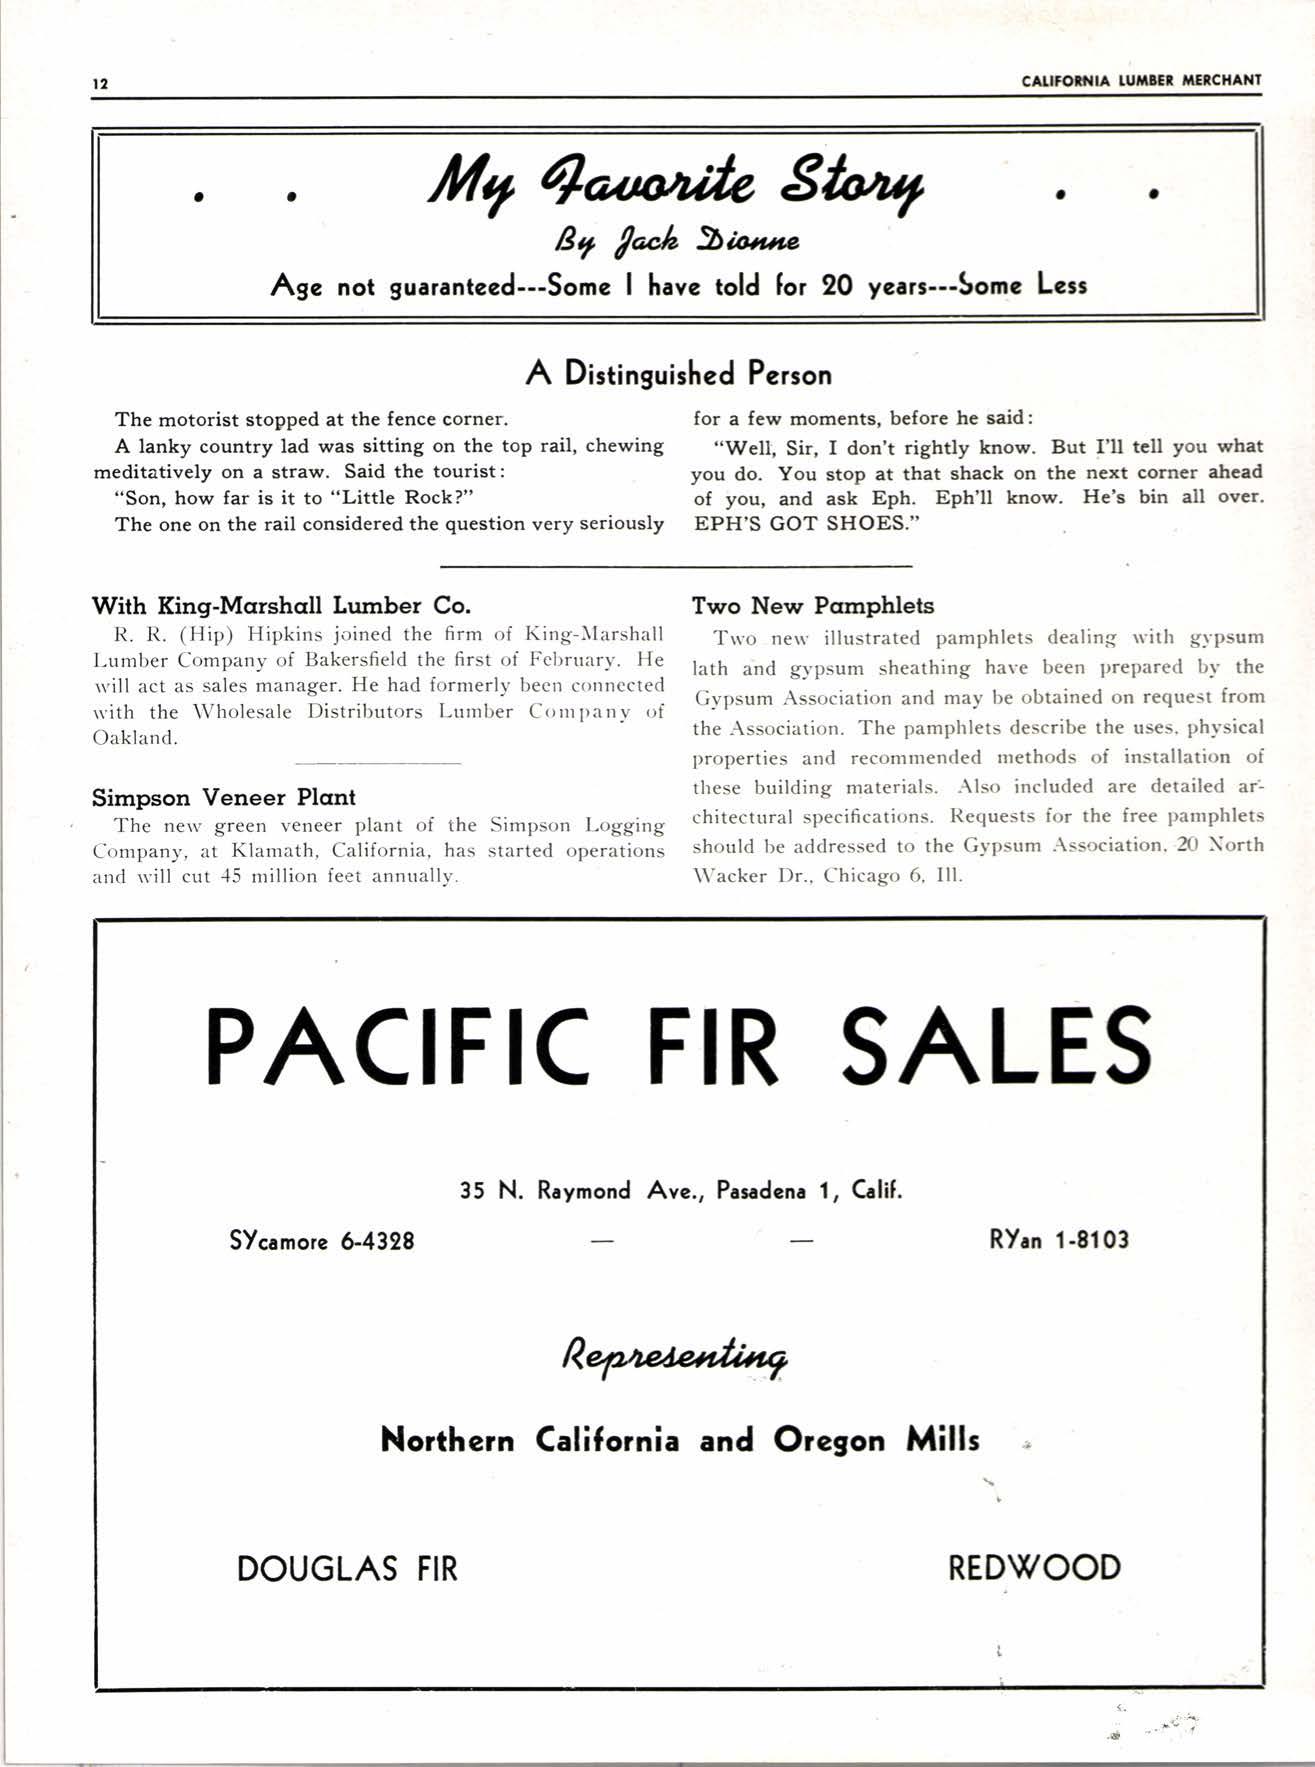 12
CALIFORNIA LUMBER MERCHANT
. . My Favorite Story . .
By Jack Dionne
Age not guaranteed---Some I have told for 20 years---Some Less
A Distinguished Person
The motorist stopped at the fence corner.
A lanky country lad was sitting on the top rail, chewing
meditatively on a straw. Said the tourist:
"Son, how far is it to "Little Rock?"
The one on the rail considered the question very seriously
for a few moments, before he said:
"Well, Sir, I don't rightly know. But I'll tell you what
you do. You stop at that shack on the next corner ahead
of you, and ask Eph. Eph'll know. He's bin all over.
EPH'S GOT SHOES."
With King-Marshall Lumber Co.
R. R. (Hip) Hipkins joined the firm of King-Marshall
Lumber Company of Bakersfield the first of February. He
will act as sales manager. He had formerly been connected
with the Wholesale Distributors Lumber Company of
Oakland.
Simpson Veneer Plant
The new green veneer plant of the Simpson Logging
Company, at Klamath, California, has started operations
and will cut 45 million feet annually.
Two New Pamphlets
Two new illustrated pamphlets dealing with gypsum
lath and gypsum sheathing have been prepared by the
Gypsum Association and may be obtained on request from
the Association. The pamphlets describe the uses, physical
properties and recommended methods of installation of
these building materials. Also included are detailed ar-
chitectural specifications. Requests for the free pamphlets
should be addressed to the Gypsum Association, 20 North
Wacker Dr., Chicago 6, Ill.
PACIFIC FIR SALES
35 N. Raymond Ave., Pasadena 1, Calif.
SYcamore 6-4328 — — RYan 1-8103
Representing
Northern California and Oregon Mills
DOUGLAS FIR REDWOOD